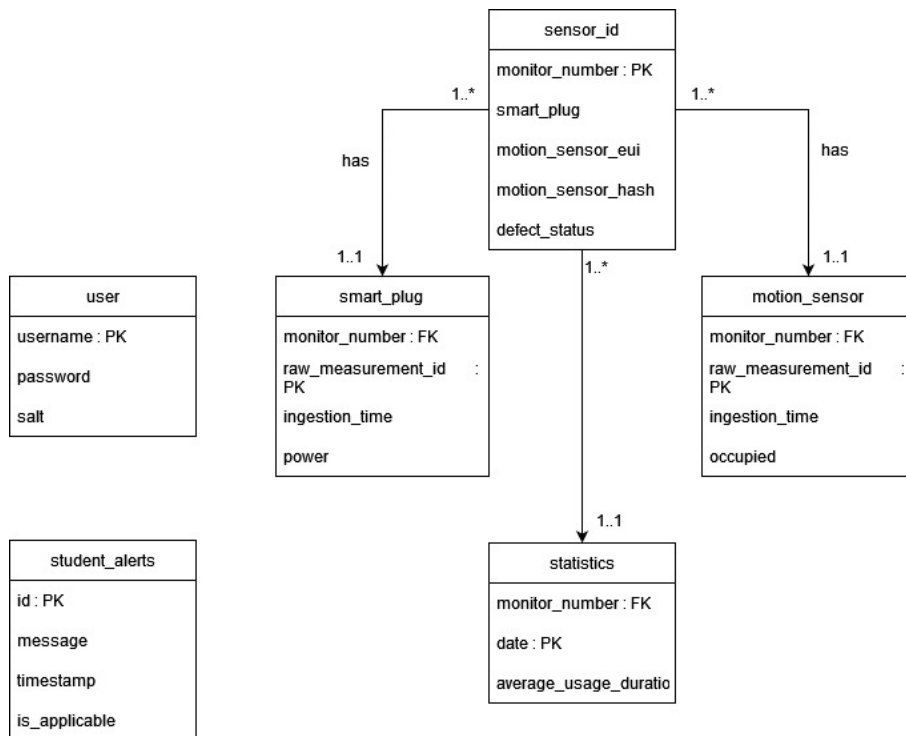 sensor_id
monitor_number : PK
smart_plug
motion_sensor_eui
motion_sensor_hash
defect_status
1..*
1..*
has
has
1..1
1..*
1..1
user
username : PK
password
salt
smart_plug
monitor_number : FK
raw_measurement_id :
PK
ingestion_time
power
motion_sensor
monitor_number : FK
raw_measurement_id :
PK
ingestion_time
occupied
1..1
student_alerts
id : PK
message
timestamp
is_applicable
statistics
monitor_number : FK
date : PK
average_usage_duratio